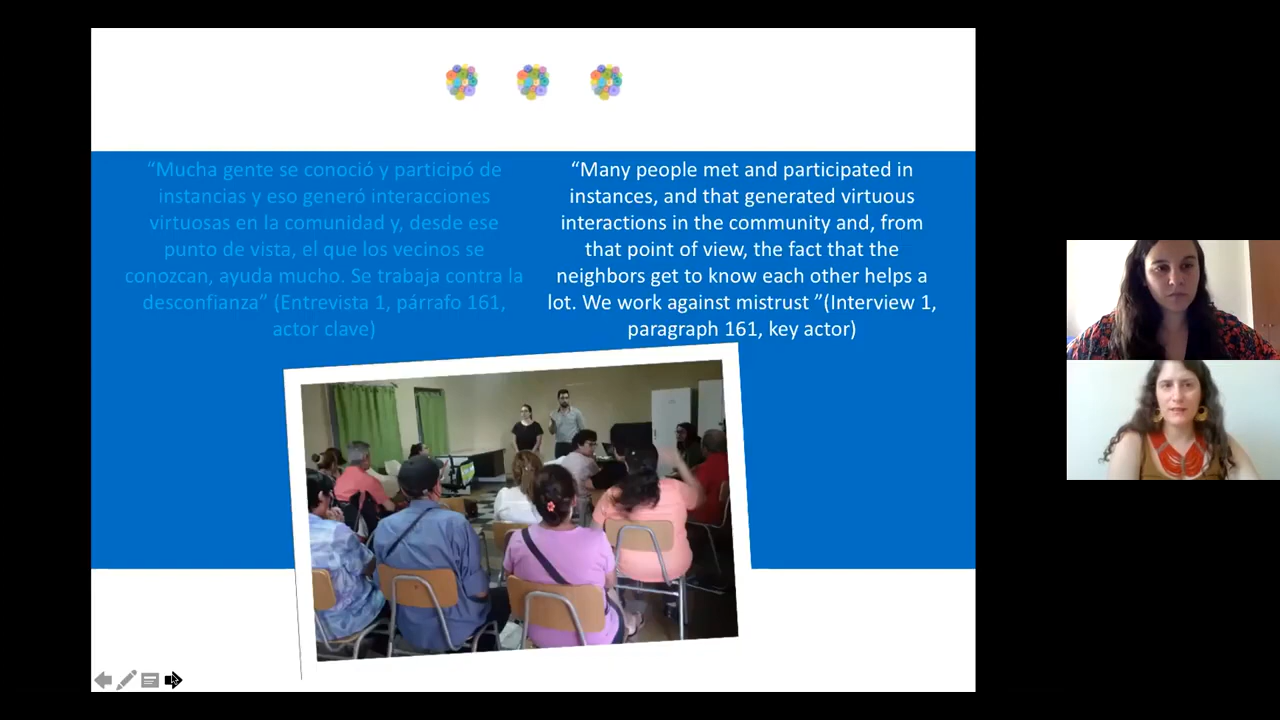 “Mucha gente se conoció y participó de
instancias y eso generó interacciones
virtuosas en la comunidad y, desde ese
punto de vista, el que los vecinos se
conozcan, ayuda mucho. Se trabaja contra la
desconfianza” (Entrevista 1, párrafo 161,
actor clave)
“Many people met and participated in
instances, and that generated virtuous
interactions in the community and, from
that point of view, the fact that the
neighbors get to know each other helps a
lot. We work against mistrust ”(Interview 1,
paragraph 161, key actor)